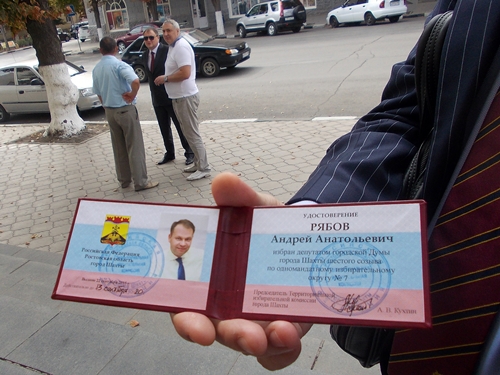 Российская Федерация
Ростовская область
город Шахты
УДОСТОВЕРЕНИЕ
РЯБОВ
Андрей Анатольевич
избран депутатом городской Думы
города Шахты шестого созыва
по одномандатному избирательному
округу № 7
Председатель Территориальной
избирательной комиссии
города Шахты
А. В. Кушин